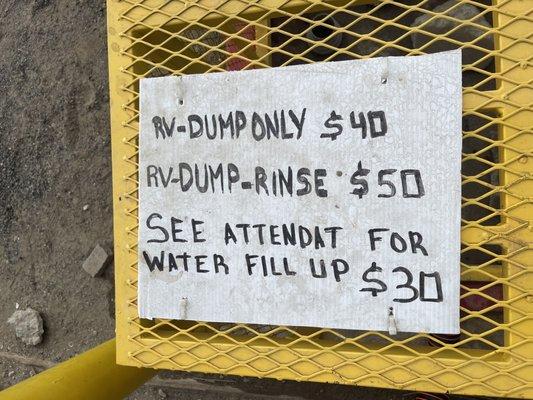 RV-DUMP ONLY $40
RV-DUMP-RINSE $50
SEE ATTENDAT FOR
WATER FILL UP $30